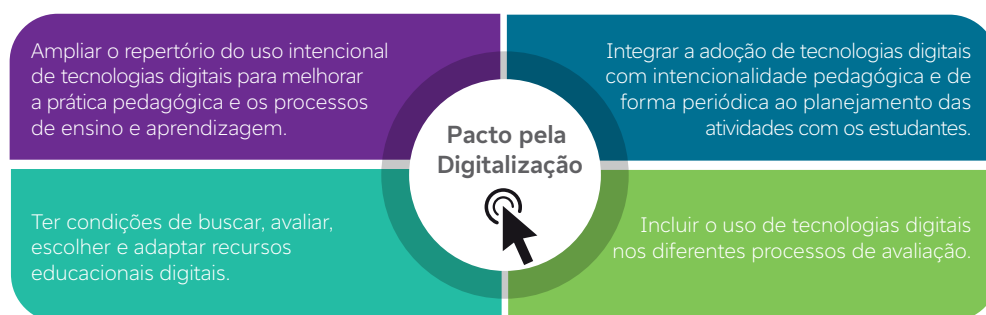 Ampliar o repertório do uso intencional
de tecnologias digitais para melhorar
a prática pedagógica e os processos
de ensino e aprendizagem.
Integrar a adoção de tecnologias digitais
com intencionalidade pedagógica e de
forma periódica ao planejamento das
atividades com os estudantes.
Pacto pela
Digitalização
Ter condições de buscar, avaliar,
escolher e adaptar recursos
educacionais digitais.
Incluir o uso de tecnologias digitais
nos diferentes processos de avaliação.